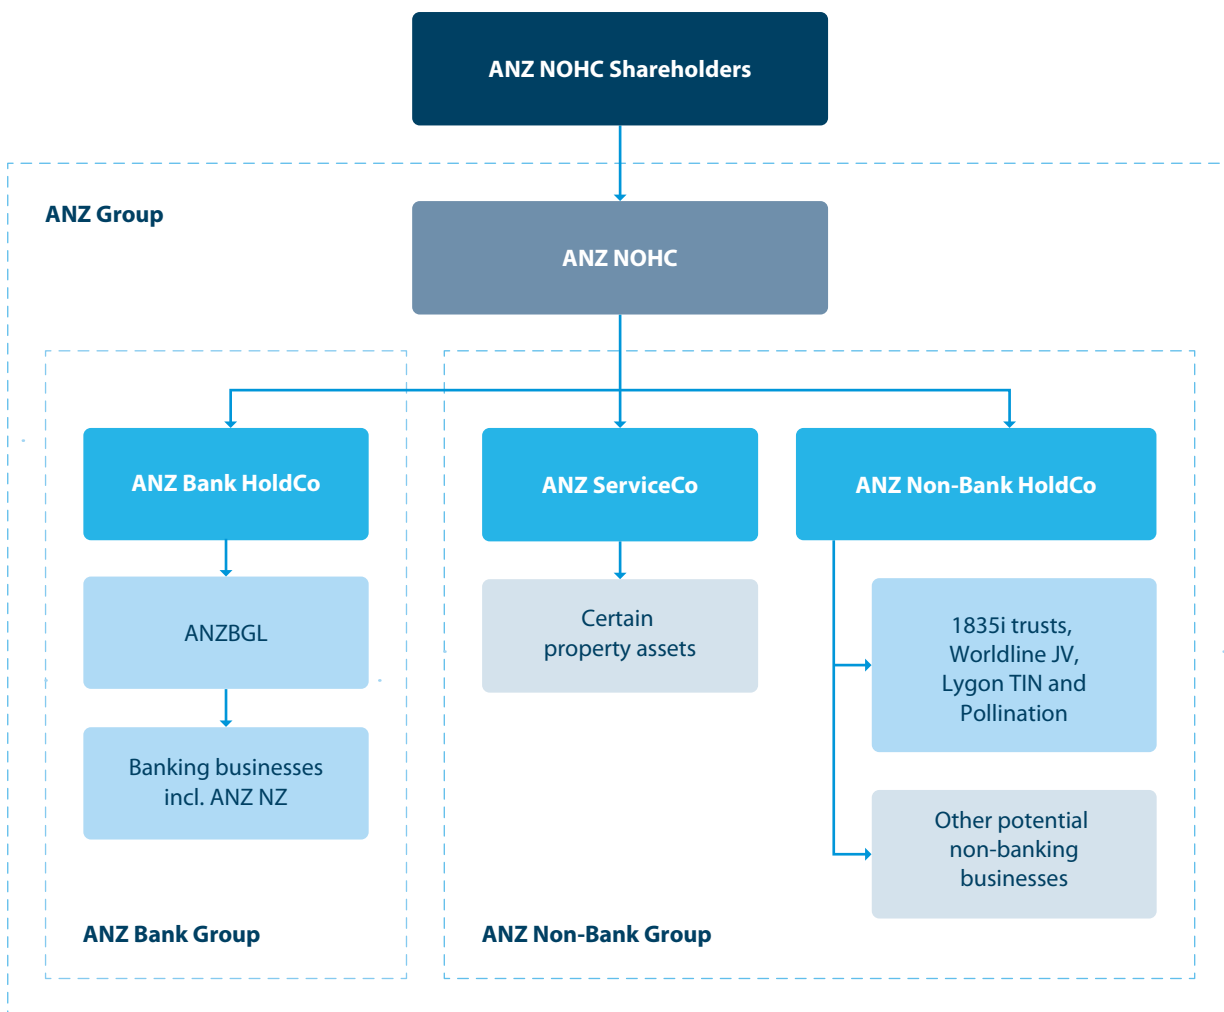 ANZ NOHC Shareholders
ANZ Group
ANZ NOHC
ANZ Bank HoldCo
ANZ ServiceCo
ANZ Non-Bank HoldCo
ANZBGL
Certain
property assets
1835i trusts,
Worldline JV,
Lygon TIN and
Pollination
Banking businesses
incl. ANZ NZ
Other potential
non-banking
businesses
ANZ Bank Group
ANZ Non-Bank Group